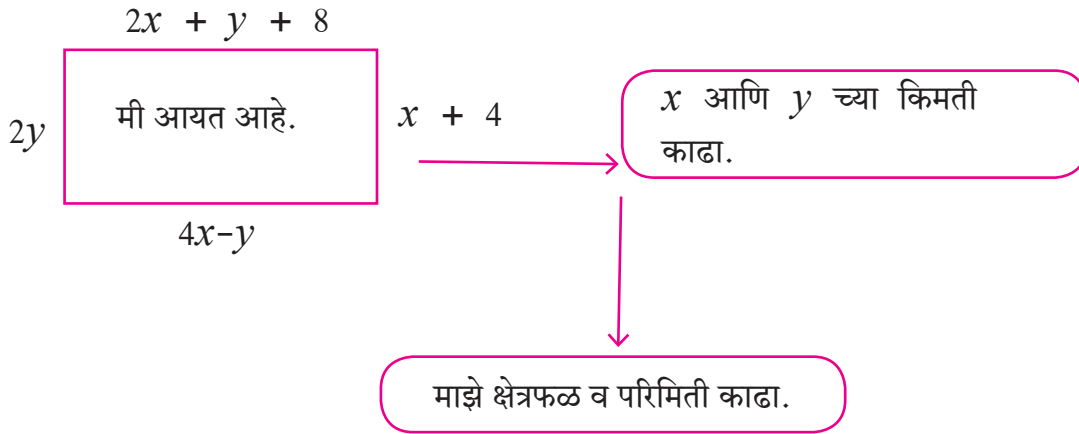 2x + y + 8
2y
मी आयत आहे.
x + 4
4x-y
x आणि y च्या किमती
काढा.
माझे क्षेत्रफळ व परिमिती काढा.